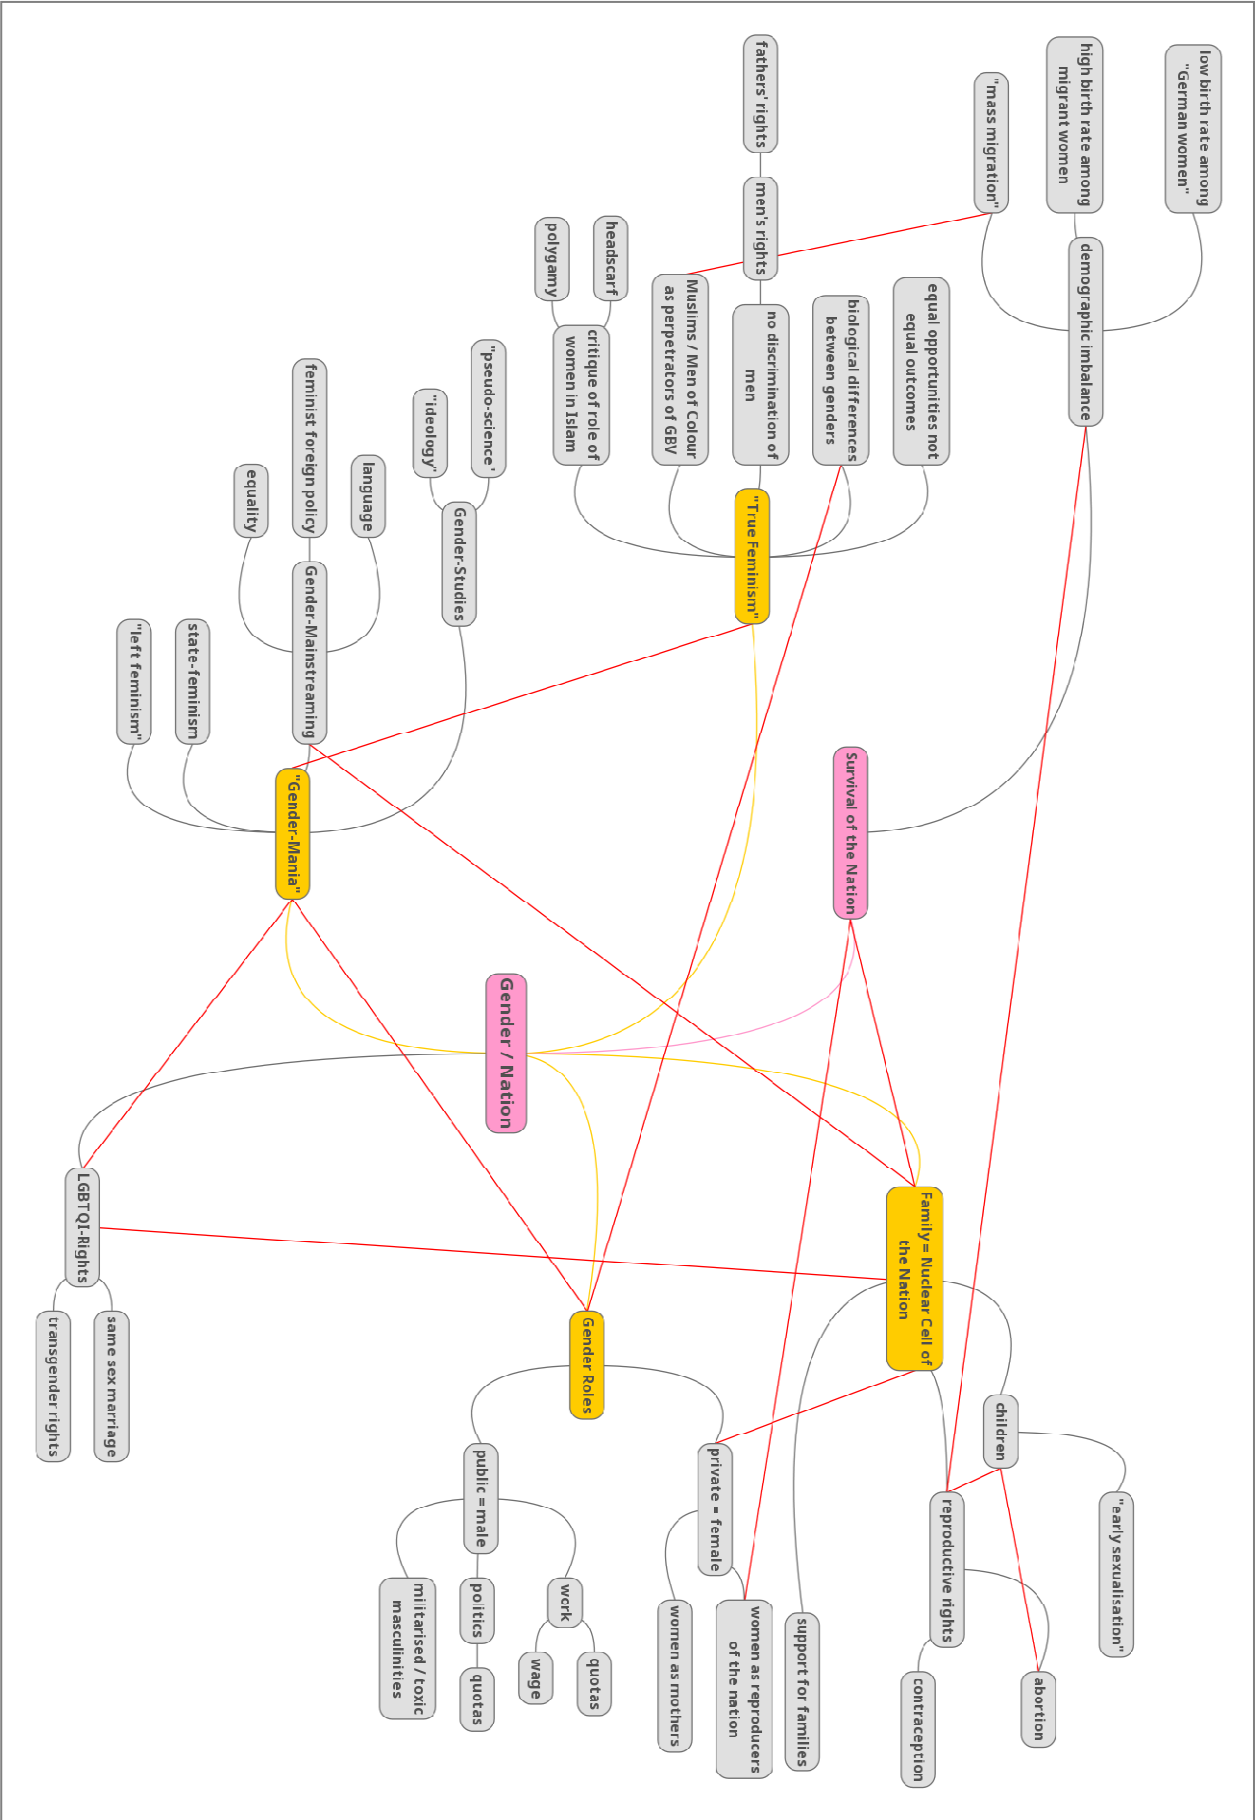 low birth rate among
"German women"
high birth rate among
migrant women
"mass migration"
demographic imbalance
Survival of the Nation
equal opportunities not
equal outcomes
biological differences
between genders
fathers' rights
men's rights
no discrimination of
men
Muslims / Men of Colour
as perpetrators of GBV
headscarf
polygamy
critique of role of
women in Islam
"True Feminism"
"pseudo-science'
"ideology"
Gender-Studies
language
feminist foreign policy
equality
Gender-Mainstreaming
state-feminism
"left feminism"
"Gender-Mania"
Gender / Nation
Family= Nuclear Cell of
the Nation
children
"early sexualisation"
reproductive rights
abortion
contraception
support for families
Gender Roles
private = female
women as reproducers
of the nation
women as mothers
public = male
work
quotas
wage
politics
quotas
militarised / toxic
masculinities
LGBTQI-Rights
same sex marriage
transgender rights